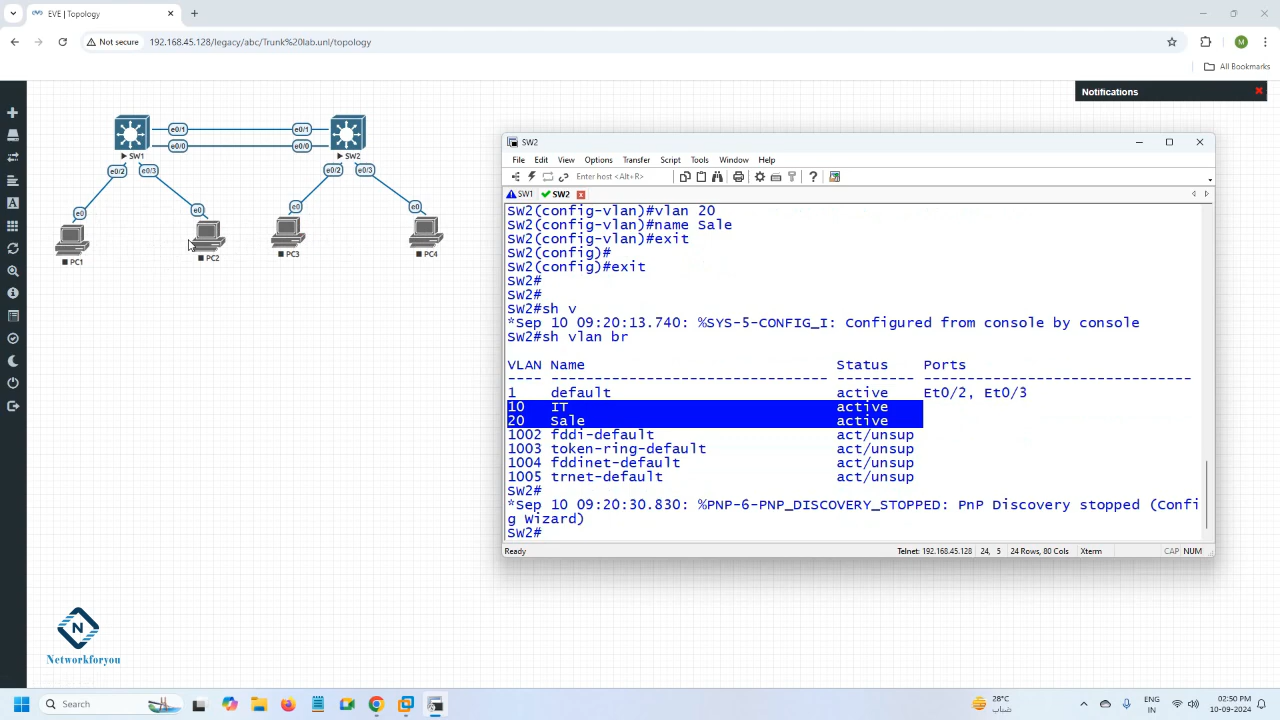 EVE | Topology
Not secure
192.168.45.128/legacy/abc/Trunk%20lab.unl/topology
M
All Bookmarks
Notifications
e0/1
e0/1
e0/0
e0/0
SW1
SW2
e0/2
e0/3
e0/2
e0/3
e0
e0
e0
e0
PC1
PC2
PC3
PC4
SW2
File Edit View Options Transfer Script Tools Window Help
Enter host <Alt+R>
SW1
SW2
SW2(config-vlan)#vlan 20
SW2(config-vlan)#name Sale
SW2(config-vlan)#exit
SW2(config)#
SW2(config)#exit
SW2#
SW2#
SW2#sh v
*Sep 10 09:20:13.740: %SYS-5-CONFIG_I: Configured from console by console
SW2#sh vlan br
VLAN Name Status Ports
---- -------------------------------- --------- -------------------------------
1 default active Et0/2, Et0/3
10 IT active
20 Sale active
1002 fddi-default act/unsup
1003 token-ring-default act/unsup
1004 fddinet-default act/unsup
1005 trnet-default act/unsup
SW2#
*Sep 10 09:20:30.830: %PNP-6-PNP_DISCOVERY_STOPPED: PnP Discovery stopped (Confi
g Wizard)
SW2#
Ready
Telnet: 192.168.45.128
24, 5
24 Rows, 80 Cols
Xterm
CAP NUM
N
Networkforyou
Search
28°C
ENG
IN
02:50 PM
10-09-2024